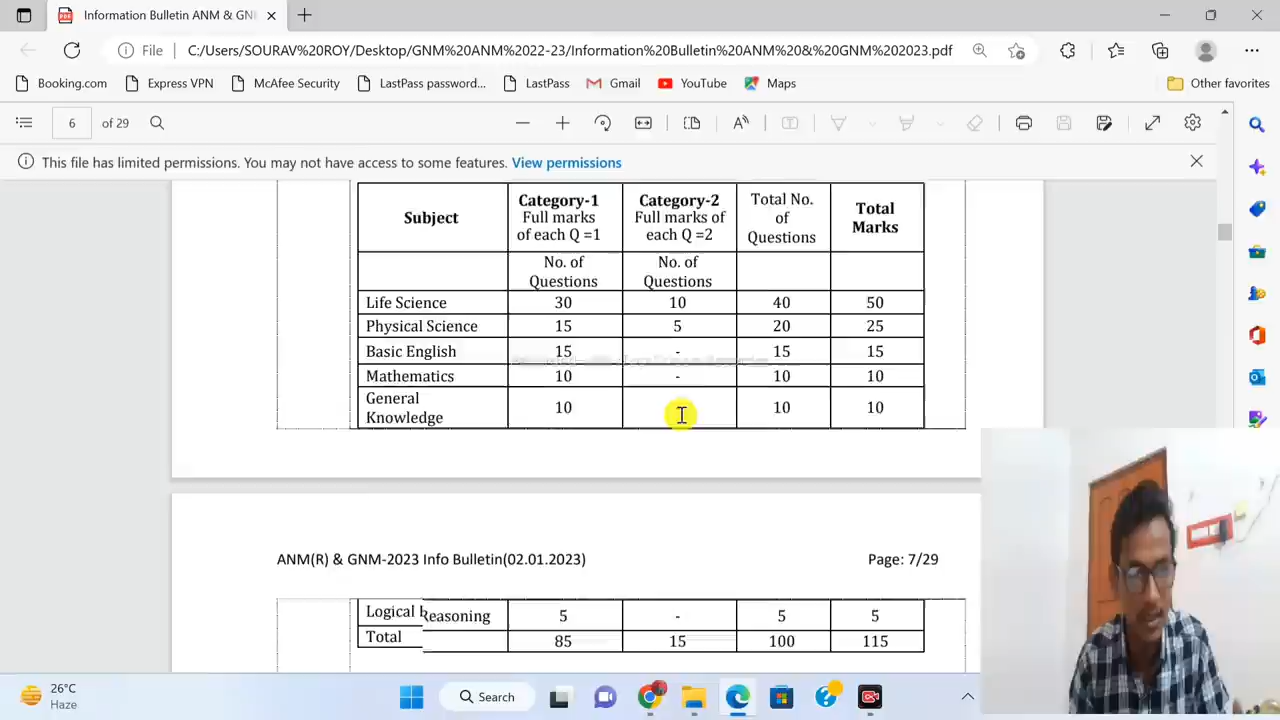 Information Bulletin ANM & GN
File C:/Users/SOURAV%20ROY/Desktop/GNM%20ANM%2022-23/Information%20Bulletin%20ANM%20&%20GNM%202023.pdf
Booking.com Express VPN McAfee Security LastPass password... LastPass Gmail YouTube Maps Other favorites
6 of 29
This file has limited permissions. You may not have access to some features. View permissions
Subject Category-1 Category-2 Total No. Total
Full marks Full marks of of Marks
of each Q =1 each Q =2 Questions
No. of No. of
Questions Questions
Life Science 30 10 40 50
Physical Science 15 5 20 25
Basic English 15 - 15 15
Mathematics 10 - 10 10
General
Knowledge 10 10 10
ANM(R) & GNM-2023 Info Bulletin(02.01.2023) Page: 7/29
Logical Reasoning 5 - 5 5
Total 85 15 100 115
26°C
Haze
Search